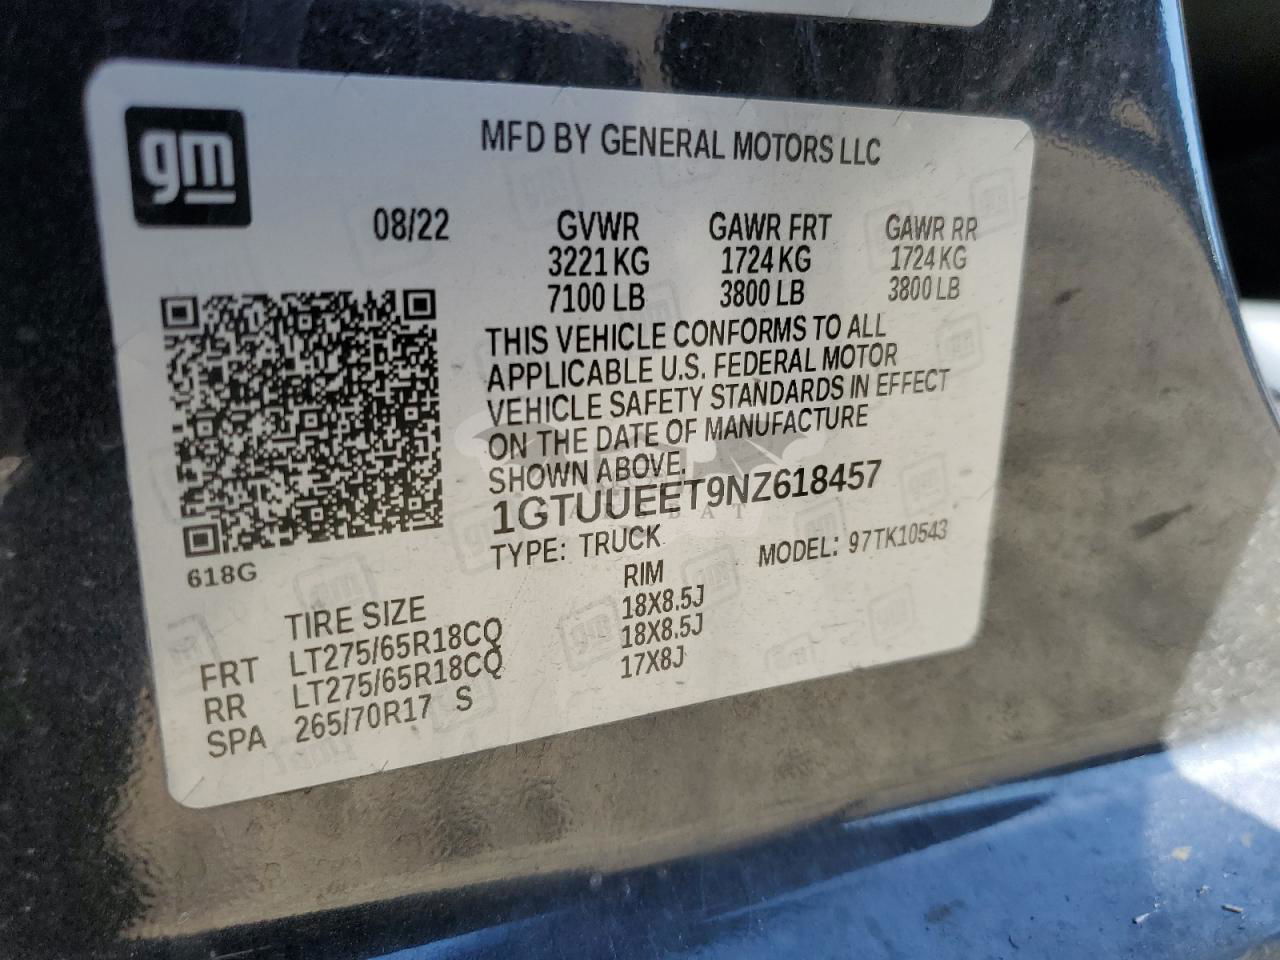 gm
MFD BY GENERAL MOTORS LLC
08/22 GVWR GAWR FRT GAWR RR
3221 KG 1724 KG 1724 KG
7100 LB 3800 LB 3800 LB
THIS VEHICLE CONFORMS TO ALL
APPLICABLE U.S. FEDERAL MOTOR
VEHICLE SAFETY STANDARDS IN EFFECT
ON THE DATE OF MANUFACTURE
SHOWN ABOVE.
1GTUUEET9NZ618457
TYPE: TRUCK MODEL: 97TK10543
618G
TIRE SIZE RIM
FRT LT275/65R18CQ 18X8.5J
RR LT275/65R18CQ 18X8.5J
SPA 265/70R17 S 17X8J